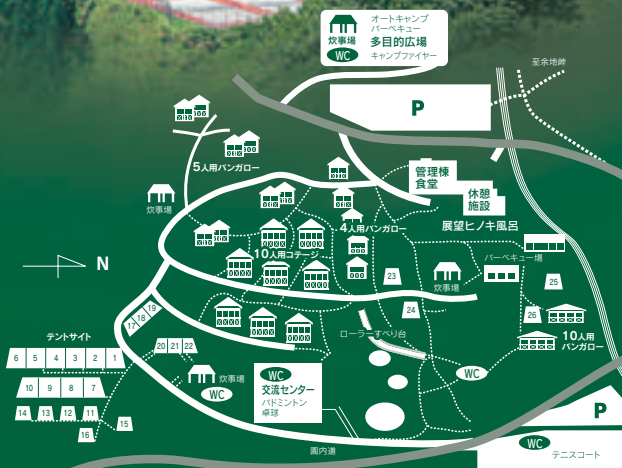 オートキャンプ
バーベキュー
炊事場 多目的広場
WC キャンプファイヤー
至余地峠
P
5人用バンガロー
管理棟
食堂
休憩
施設
炊事場
4人用バンガロー
展望ヒノキ風呂
10人用コテージ
N
バーベキュー場
23
炊事場
25
24
26
19
18
17
10人用
バンガロー
ローラーすべり台
テントサイト
20 21 22
6 5 4 3 2 1
炊事場
WC
WC
WC
交流センター
バドミントン
卓球
10 9 8 7
14 13 12 11
15
16
P
園内道
WC
テニスコート